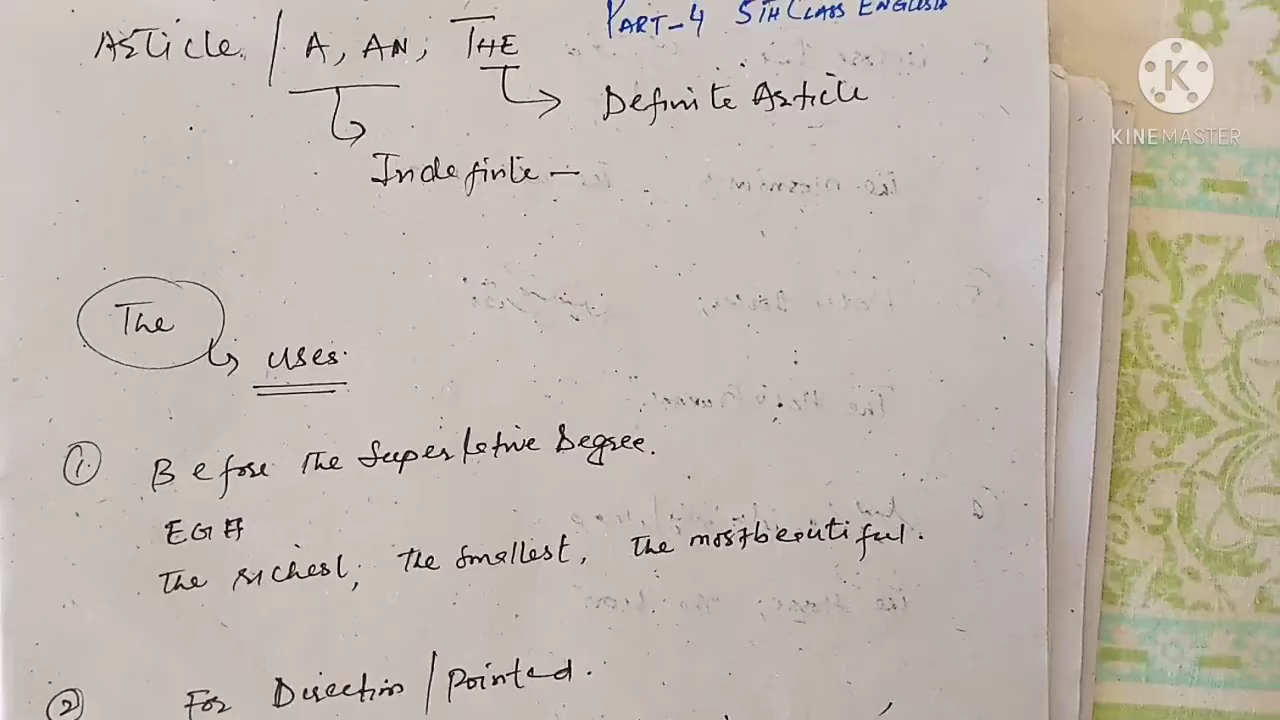 PART-4 5TH CLASS ENGLISH
Article / A, AN, THE
Definite Article
Indefinite —
The
uses.
1. Before The Superletive Degree.
EG
The richest, The Smallest, The most beautiful.
2 For Direction / Pointed.
K
KINEMASTER